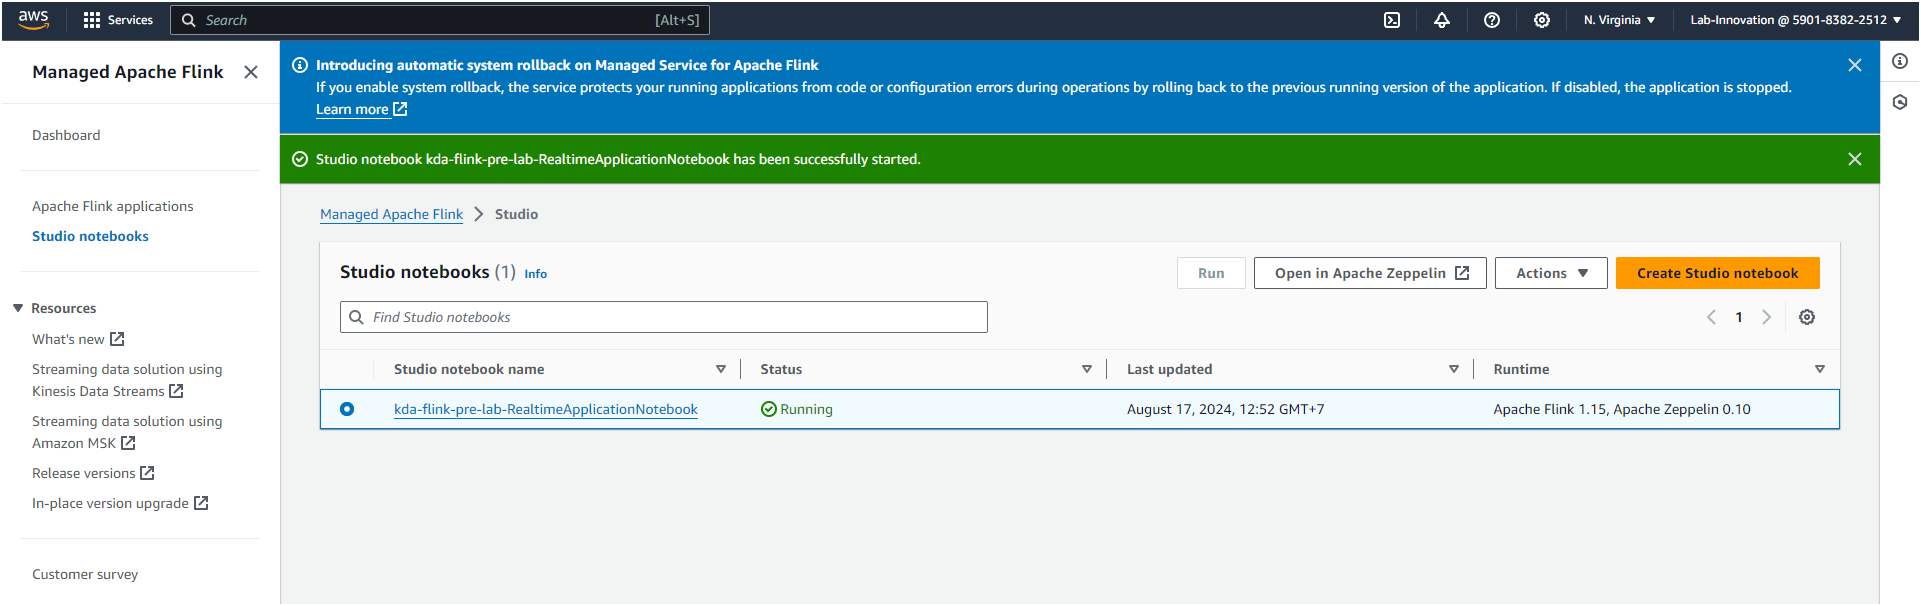 aws Services Search [Alt+S] N. Virginia Lab-Innovation @ 5901-8382-2512
Managed Apache Flink
Dashboard
Apache Flink applications
Studio notebooks
Resources
What's new
Streaming data solution using
Kinesis Data Streams
Streaming data solution using
Amazon MSK
Release versions
In-place version upgrade
Customer survey
Introducing automatic system rollback on Managed Service for Apache Flink
If you enable system rollback, the service protects your running applications from code or configuration errors during operations by rolling back to the previous running version of the application. If disabled, the application is stopped.
Learn more
Studio notebook kda-flink-pre-lab-RealtimeApplicationNotebook has been successfully started.
Managed Apache Flink Studio
Studio notebooks (1) Info Run Open in Apache Zeppelin Actions Create Studio notebook
Find Studio notebooks 1
Studio notebook name Status Last updated Runtime
kda-flink-pre-lab-RealtimeApplicationNotebook Running August 17, 2024, 12:52 GMT+7 Apache Flink 1.15, Apache Zeppelin 0.10